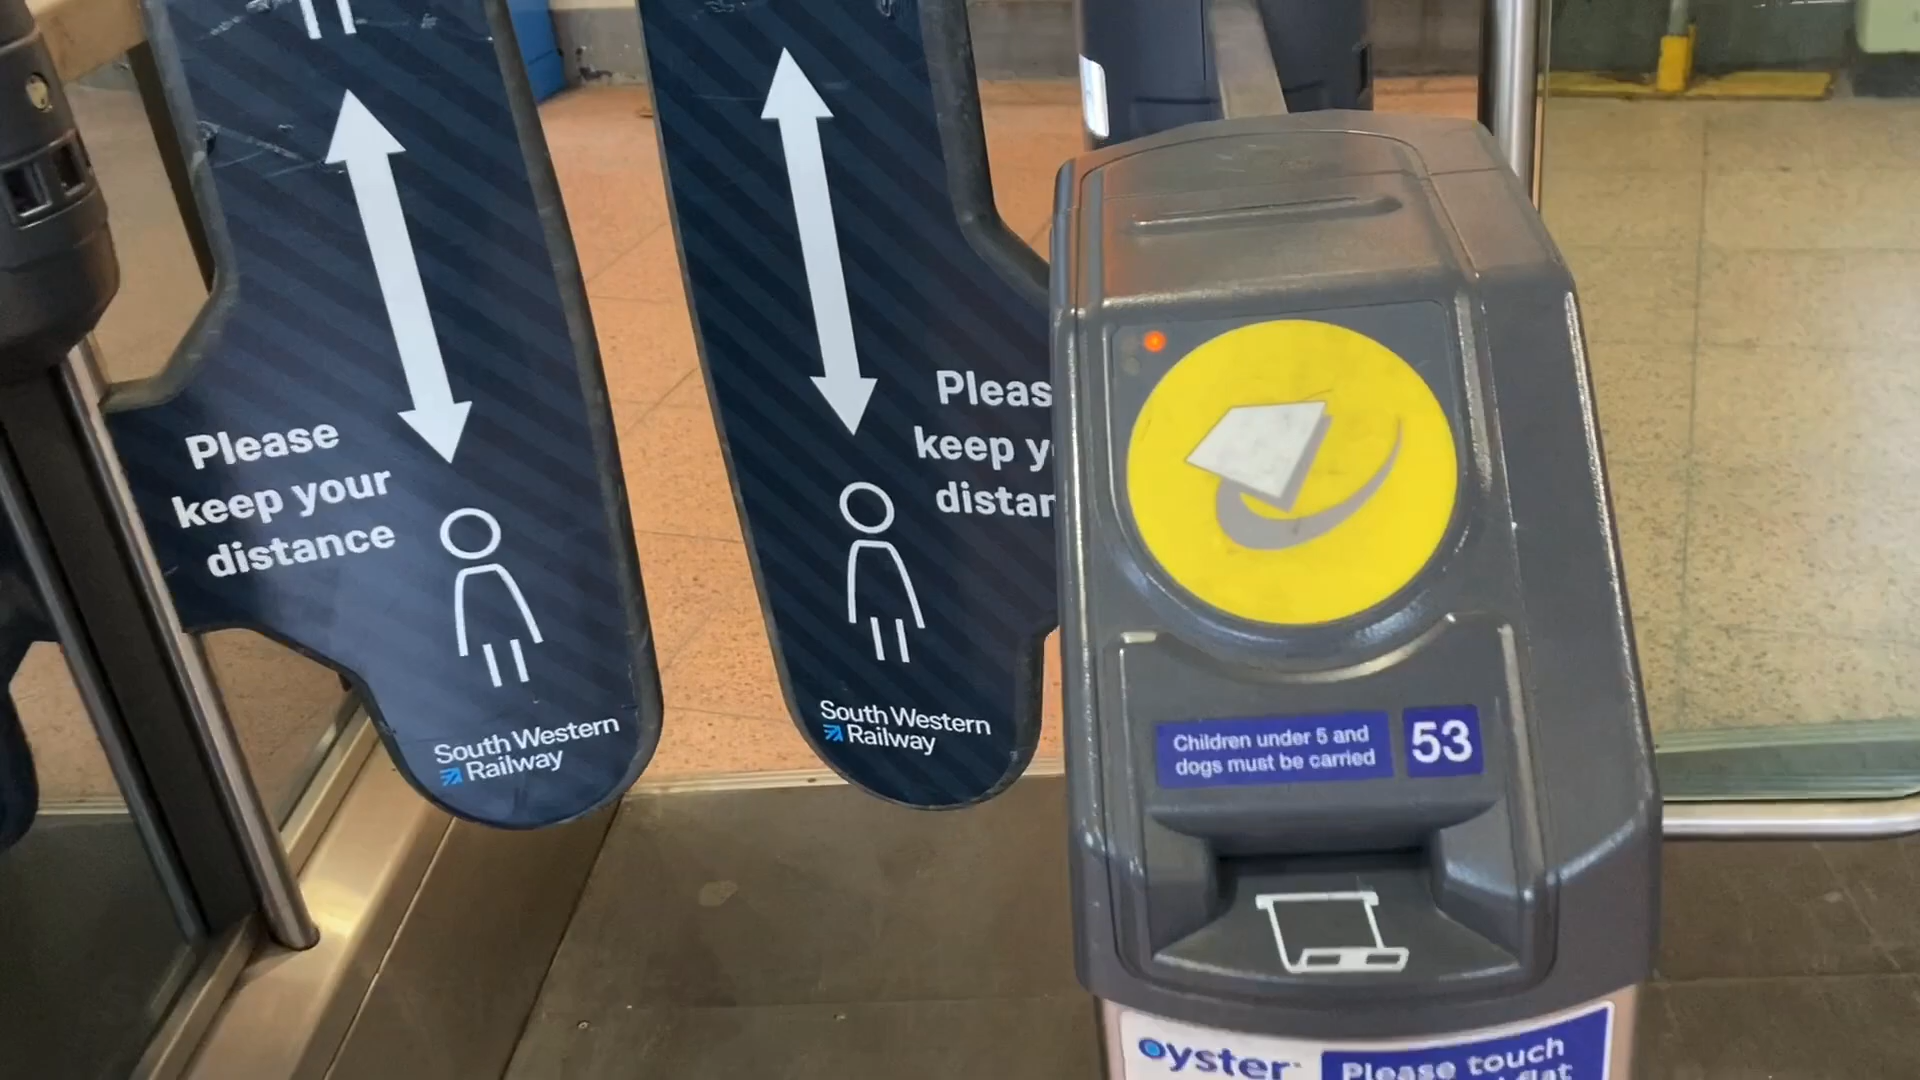 Please
keep your
distance
South Western
Railway
Pleas
keep y
distan
South Western
Railway
Children under 5 and
dogs must be carried
53
oyster
Please touch
flat